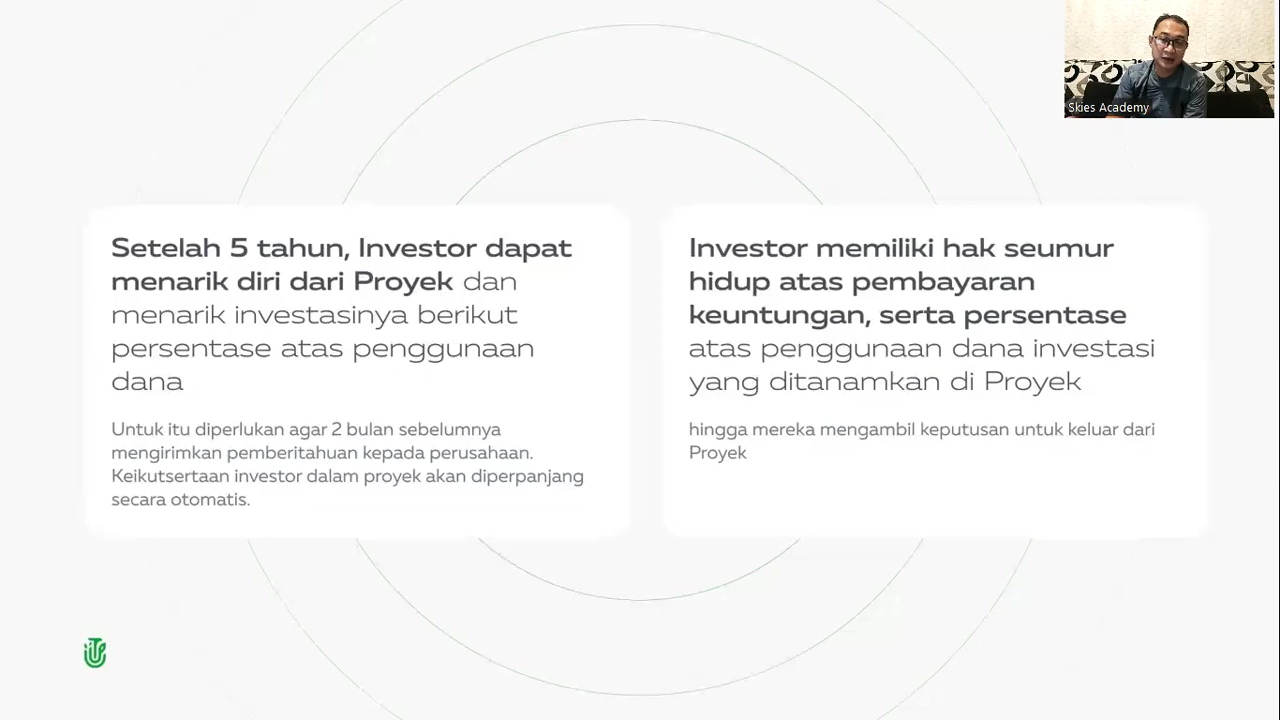 Skies Academy
Setelah 5 tahun, Investor dapat
menarik diri dari Proyek dan
menarik investasinya berikut
persentase atas penggunaan
dana
Untuk itu diperlukan agar 2 bulan sebelumnya
mengirimkan pemberitahuan kepada perusahaan.
Keikutsertaan investor dalam proyek akan diperpanjang
secara otomatis.
Investor memiliki hak seumur
hidup atas pembayaran
keuntungan, serta persentase
atas penggunaan dana investasi
yang ditanamkan di Proyek
hingga mereka mengambil keputusan untuk keluar dari
Proyek